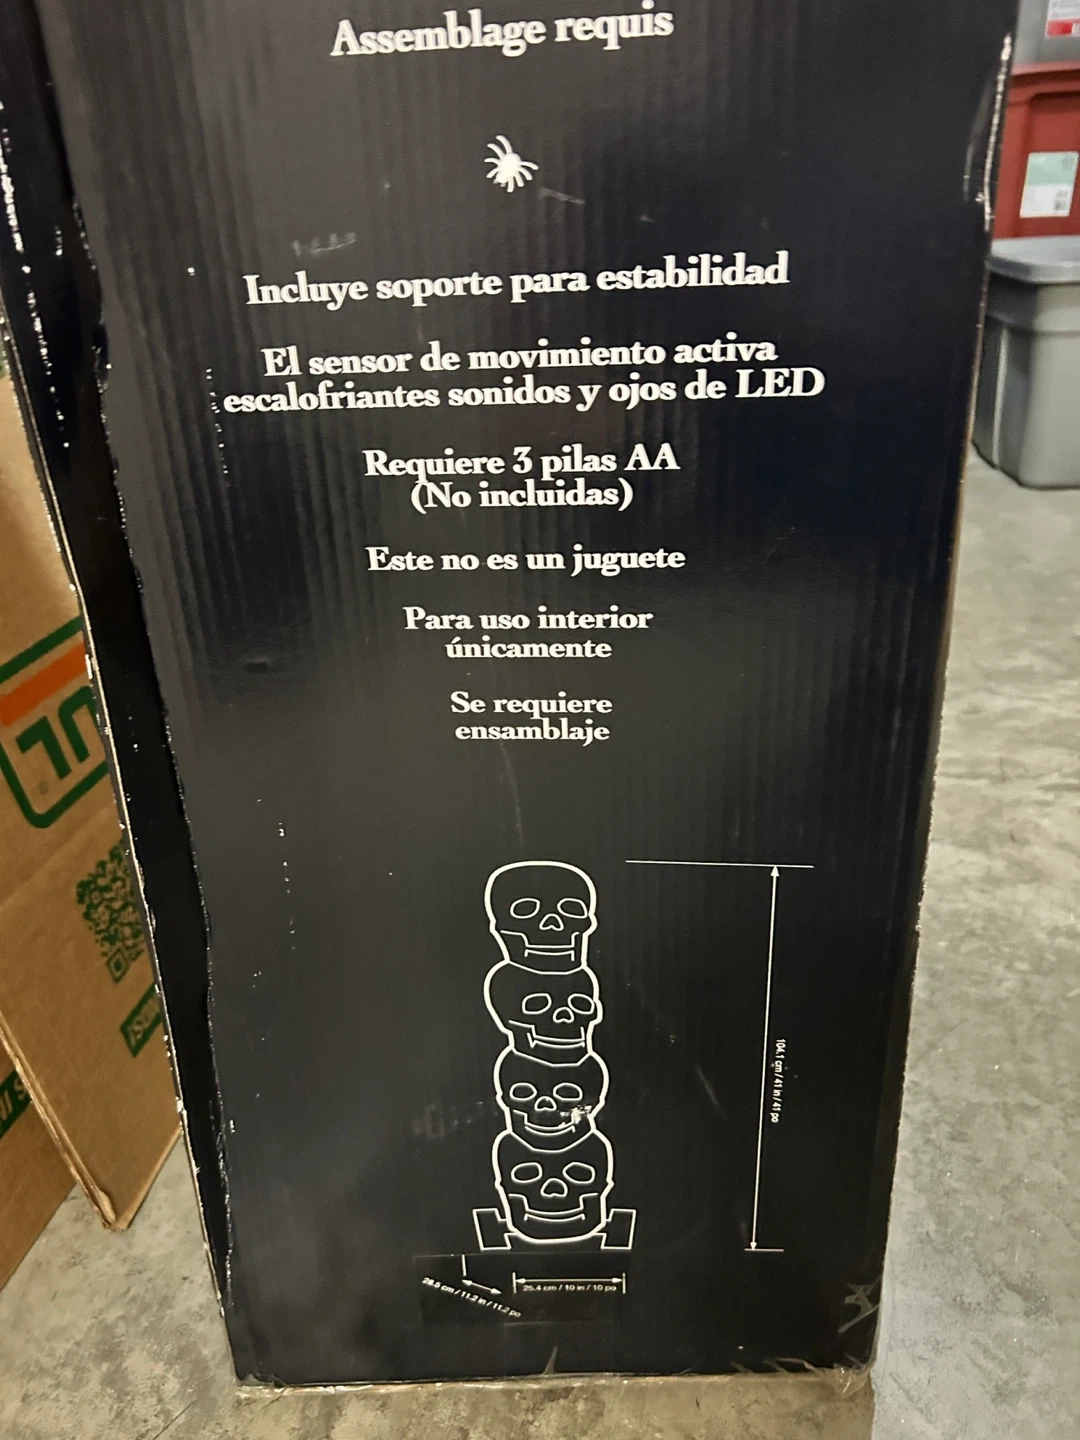 Assemblage requis
Incluye soporte para estabilidad
El sensor de movimiento activa
escalofriantes sonidos y ojos de LED
Requiere 3 pilas AA
(No incluidas)
Este no es un juguete
Para uso interior
únicamente
Se requiere
ensamblaje
104.1 cm / 41 in / 41 po
28.5 cm / 11.2 in / 11.2 po
25.4 cm / 10 in / 10 po